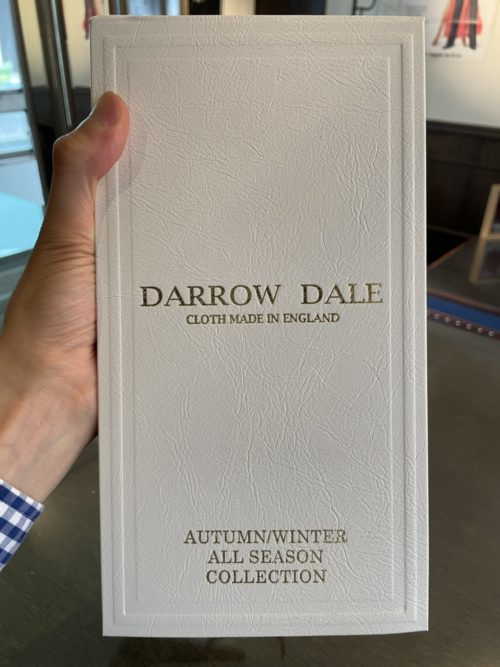 DARROW DALE
CLOTH MADE IN ENGLAND
AUTUMN/WINTER
ALL SEASON
COLLECTION